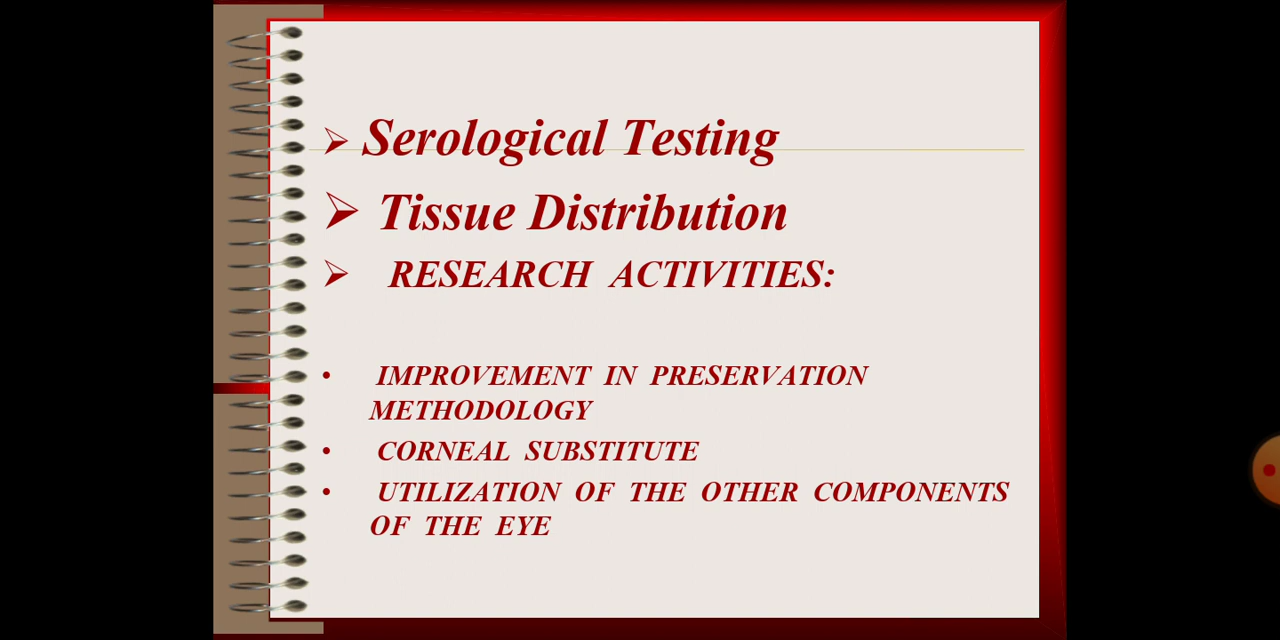 ➢ Serological Testing
➢ Tissue Distribution
➢ RESEARCH ACTIVITIES:
• IMPROVEMENT IN PRESERVATION
METHODOLOGY
• CORNEAL SUBSTITUTE
• UTILIZATION OF THE OTHER COMPONENTS
OF THE EYE